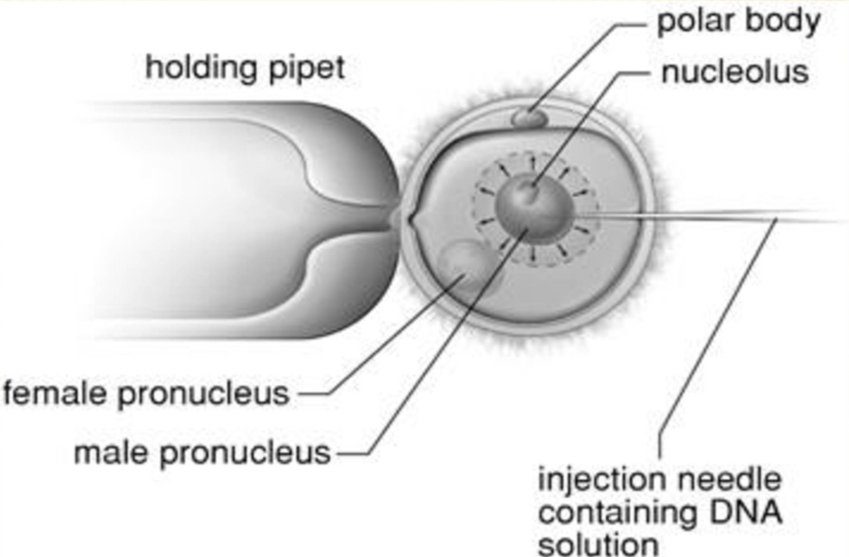 polar body
holding pipet
nucleolus
female pronucleus
male pronucleus
injection needle
containing DNA
solution